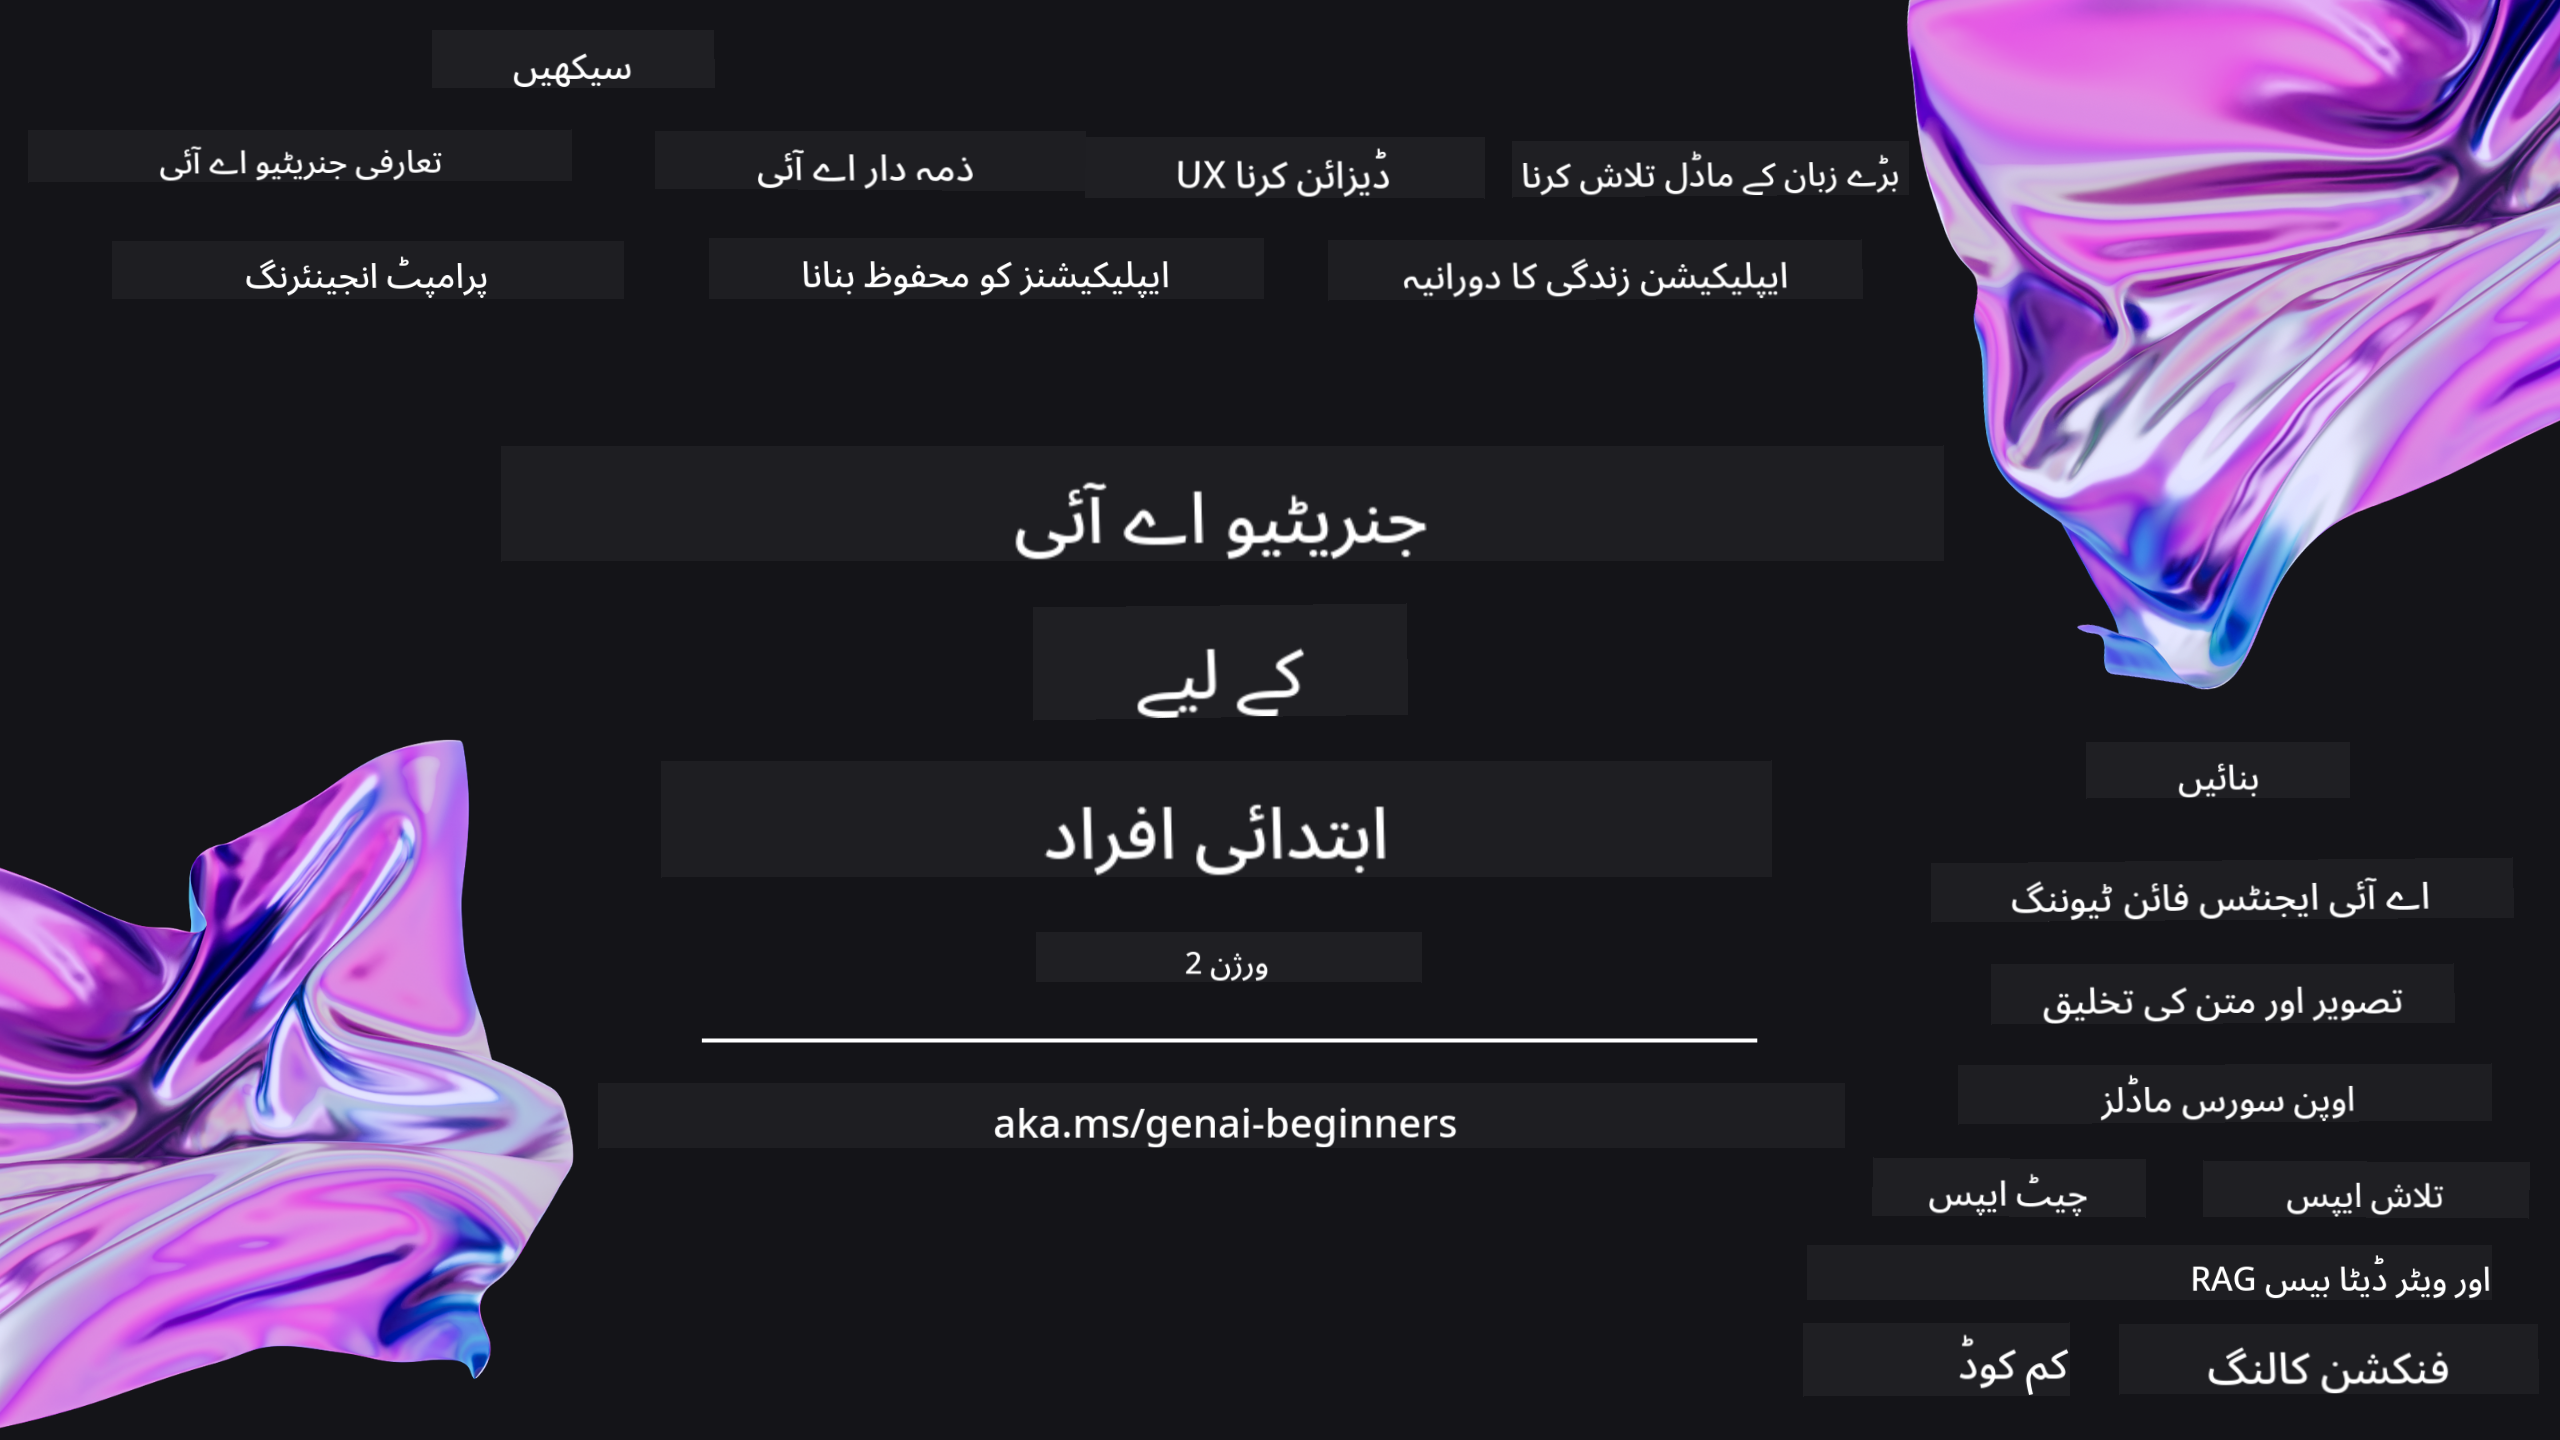 سیکھیں
تعارفی جنریٹیو اے آئی
ذمہ دار اے آئی
ڈیزائن کرنا UX
بڑے زبان کے ماڈل تلاش کرنا
پرامپٹ انجینئرنگ
ایپلیکیشنز کو محفوظ بنانا
ایپلیکیشن زندگی کا دورانیہ
جنریٹیو اے آئی
کے لیے
ابتدائی افراد
ورژن 2
aka.ms/genai-beginners
بنائیں
اے آئی ایجنٹس فائن ٹیوننگ
تصویر اور متن کی تخلیق
اوپن سورس ماڈلز
چیٹ ایپس
تلاش ایپس
اور ویٹر ڈیٹا بیس RAG
کم کوڈ
فنکشن کالنگ